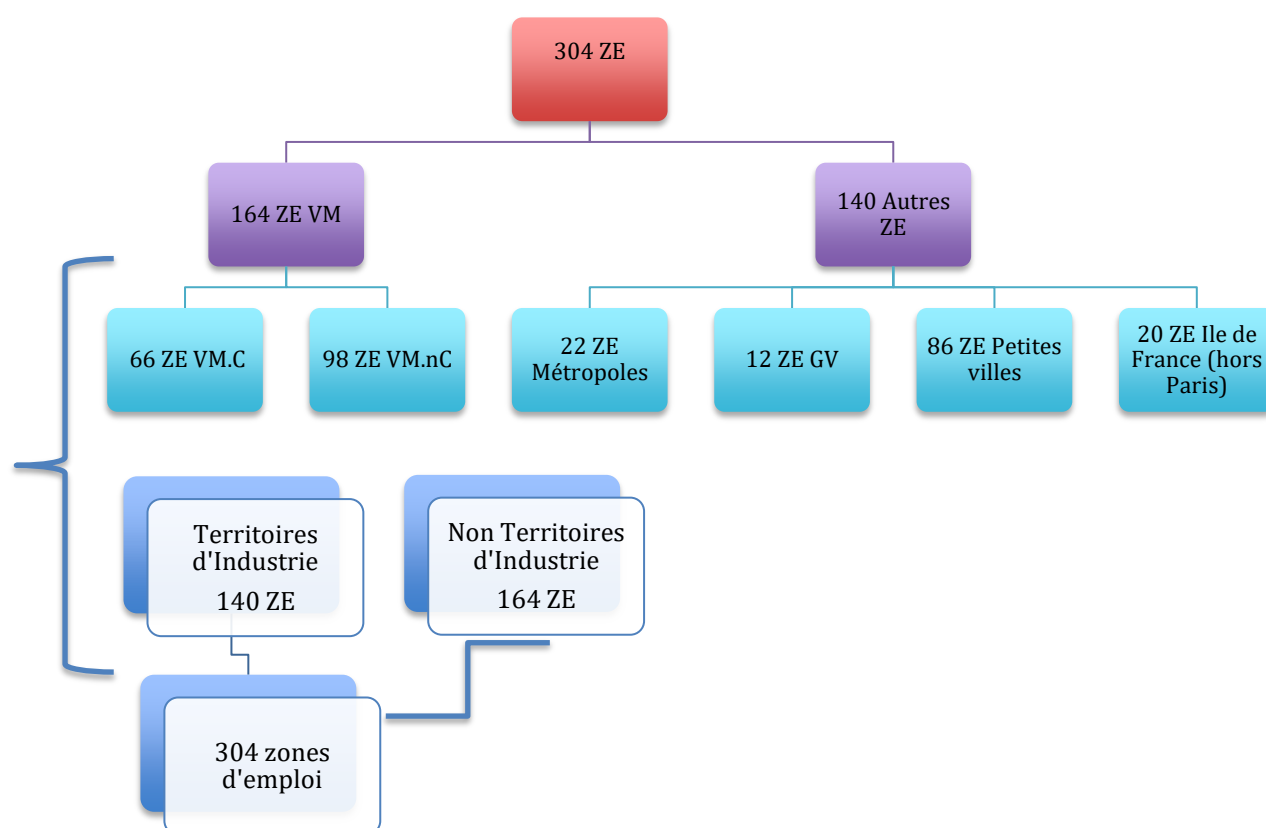 304 ZE
164 ZE VM
140 Autres
ZE
66 ZE VM.C
98 ZE VM.nC
22 ZE
Métropoles
12 ZE GV
86 ZE Petites
villes
20 ZE Ile de
France (hors
Paris)
Territoires
d'Industrie
140 ZE
Non Territoires
d'Industrie
164 ZE
304 zones
d'emploi